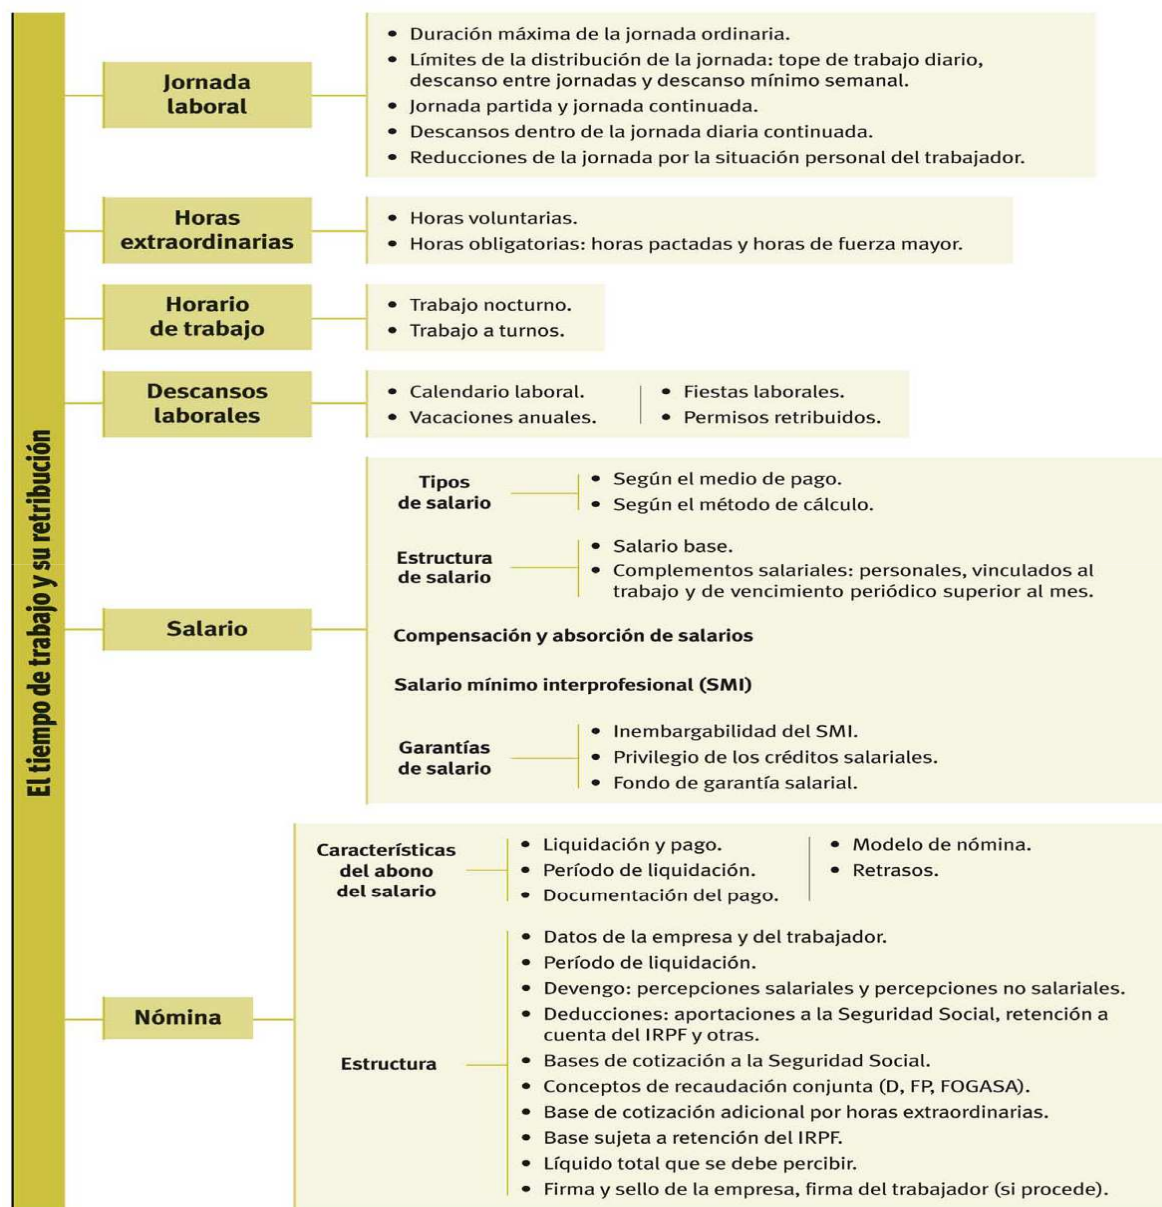 El tiempo de trabajo y su retribución
Jornada
laboral
• Duración máxima de la jornada ordinaria.
• Límites de la distribución de la jornada: tope de trabajo diario,
descanso entre jornadas y descanso mínimo semanal.
• Jornada partida y jornada continuada.
• Descansos dentro de la jornada diaria continuada.
• Reducciones de la jornada por la situación personal del trabajador.
Horas
extraordinarias
• Horas voluntarias.
• Horas obligatorias: horas pactadas y horas de fuerza mayor.
Horario
de trabajo
• Trabajo nocturno.
• Trabajo a turnos.
Descansos
laborales
• Calendario laboral.
• Vacaciones anuales.
• Fiestas laborales.
• Permisos retribuidos.
Salario
Tipos
de salario
• Según el medio de pago.
• Según el método de cálculo.
Estructura
de salario
• Salario base.
• Complementos salariales: personales, vinculados al
trabajo y de vencimiento periódico superior al mes.
Compensación y absorción de salarios
Salario mínimo interprofesional (SMI)
Garantías
de salario
• Inembargabilidad del SMI.
• Privilegio de los créditos salariales.
• Fondo de garantía salarial.
Nómina
Características
del abono
del salario
• Liquidación y pago.
• Período de liquidación.
• Documentación del pago.
• Modelo de nómina.
• Retrasos.
Estructura
• Datos de la empresa y del trabajador.
• Período de liquidación.
• Devengo: percepciones salariales y percepciones no salariales.
• Deducciones: aportaciones a la Seguridad Social, retención a
cuenta del IRPF y otras.
• Bases de cotización a la Seguridad Social.
• Conceptos de recaudación conjunta (D, FP, FOGASA).
• Base de cotización adicional por horas extraordinarias.
• Base sujeta a retención del IRPF.
• Líquido total que se debe percibir.
• Firma y sello de la empresa, firma del trabajador (si procede).